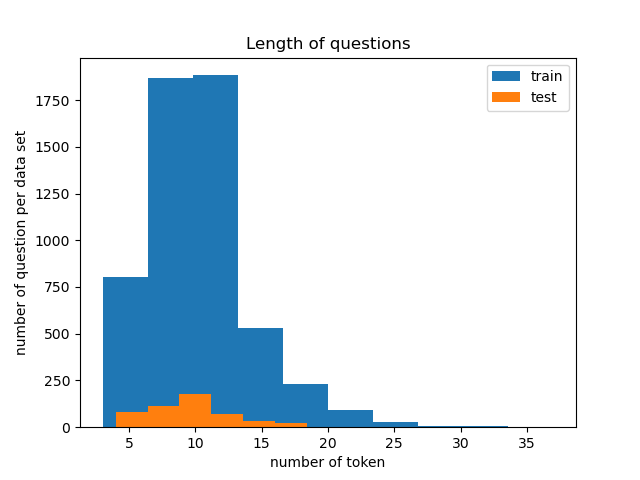 Length of questions
train
test
number of question per data set
1750
1500
1250
1000
750
500
250
0
5 10 15 20 25 30 35
number of token